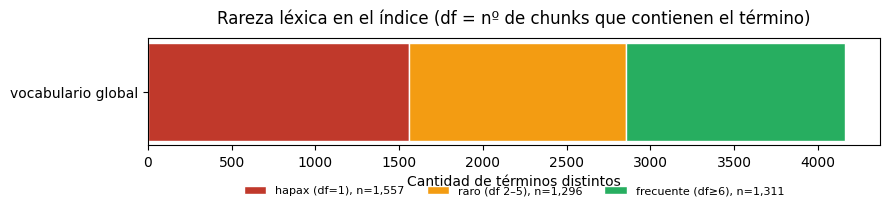 Rareza léxica en el índice (df = nº de chunks que contienen el término)
vocabulario global
0 500 1000 1500 2000 2500 3000 3500 4000
Cantidad de términos distintos
hapax (df=1), n=1,557 raro (df 2–5), n=1,296 frecuente (df≥6), n=1,311